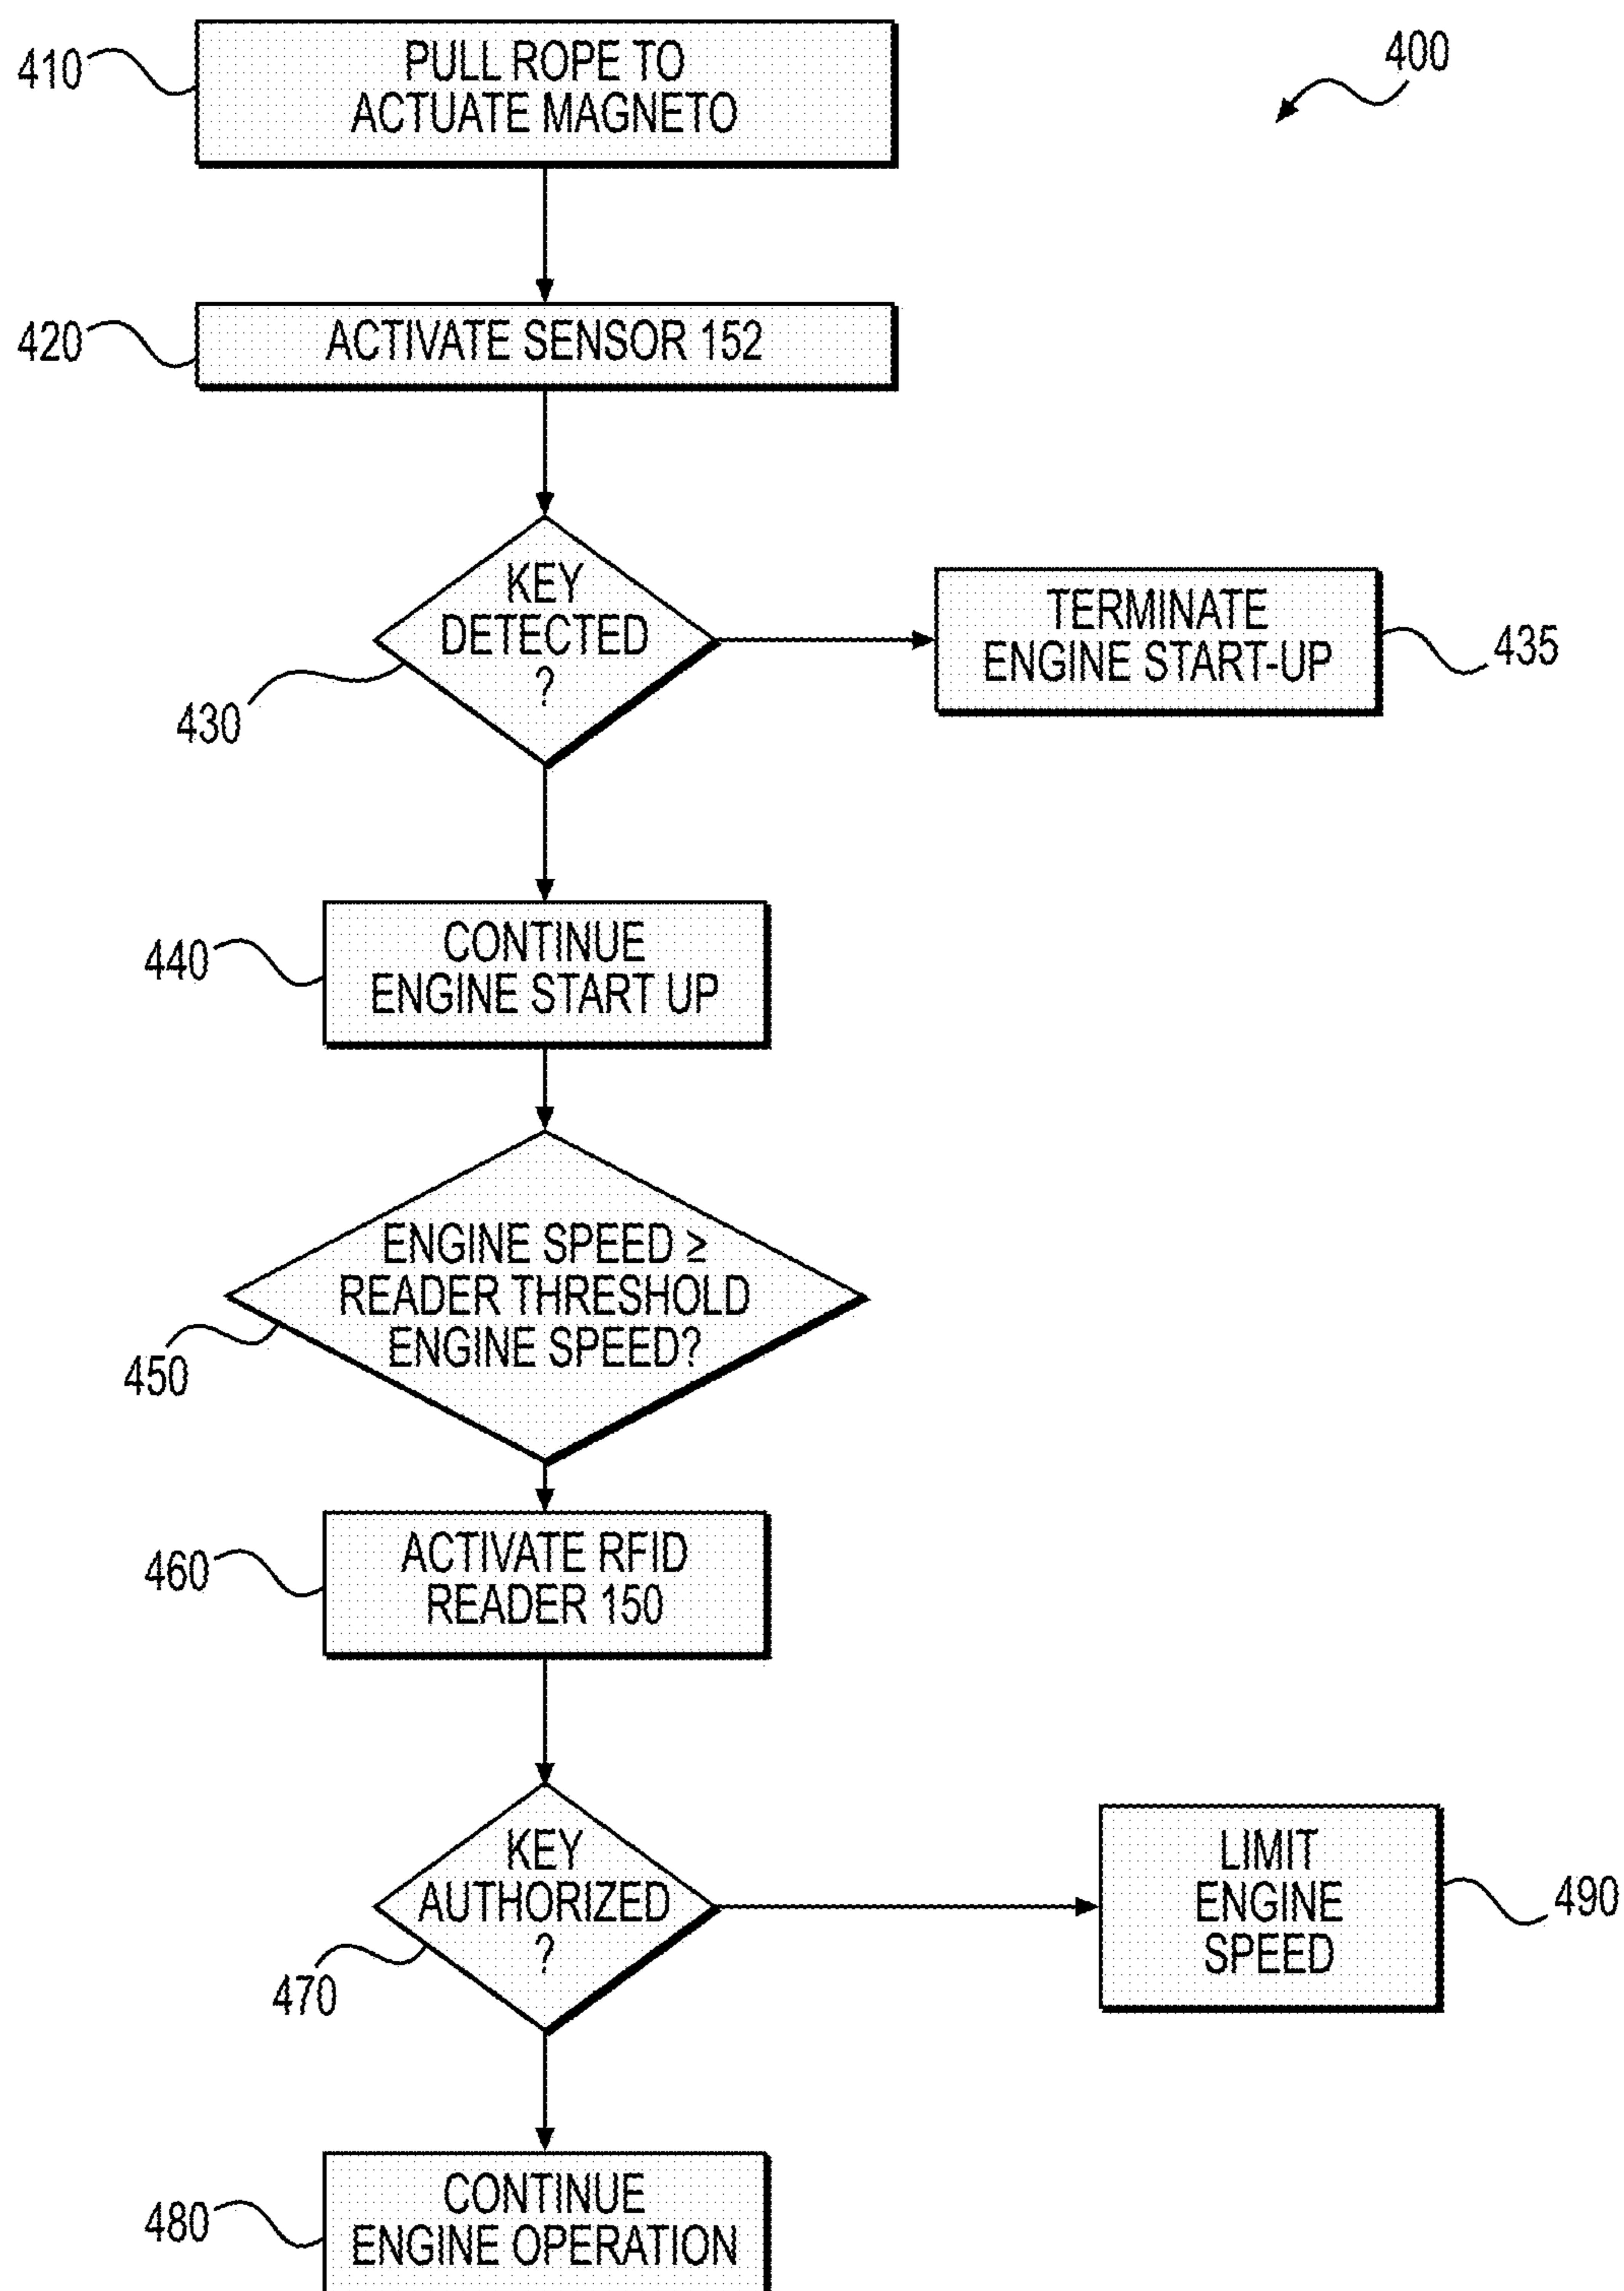 400
410
PULL ROPE TO
ACTUATE MAGNETO
420
ACTIVATE SENSOR 152
430
KEY
DETECTED
?
TERMINATE
ENGINE START-UP
435
440
CONTINUE
ENGINE START UP
450
ENGINE SPEED ≥
READER THRESHOLD
ENGINE SPEED?
460
ACTIVATE RFID
READER 150
470
KEY
AUTHORIZED
?
LIMIT
ENGINE
SPEED
490
480
CONTINUE
ENGINE OPERATION